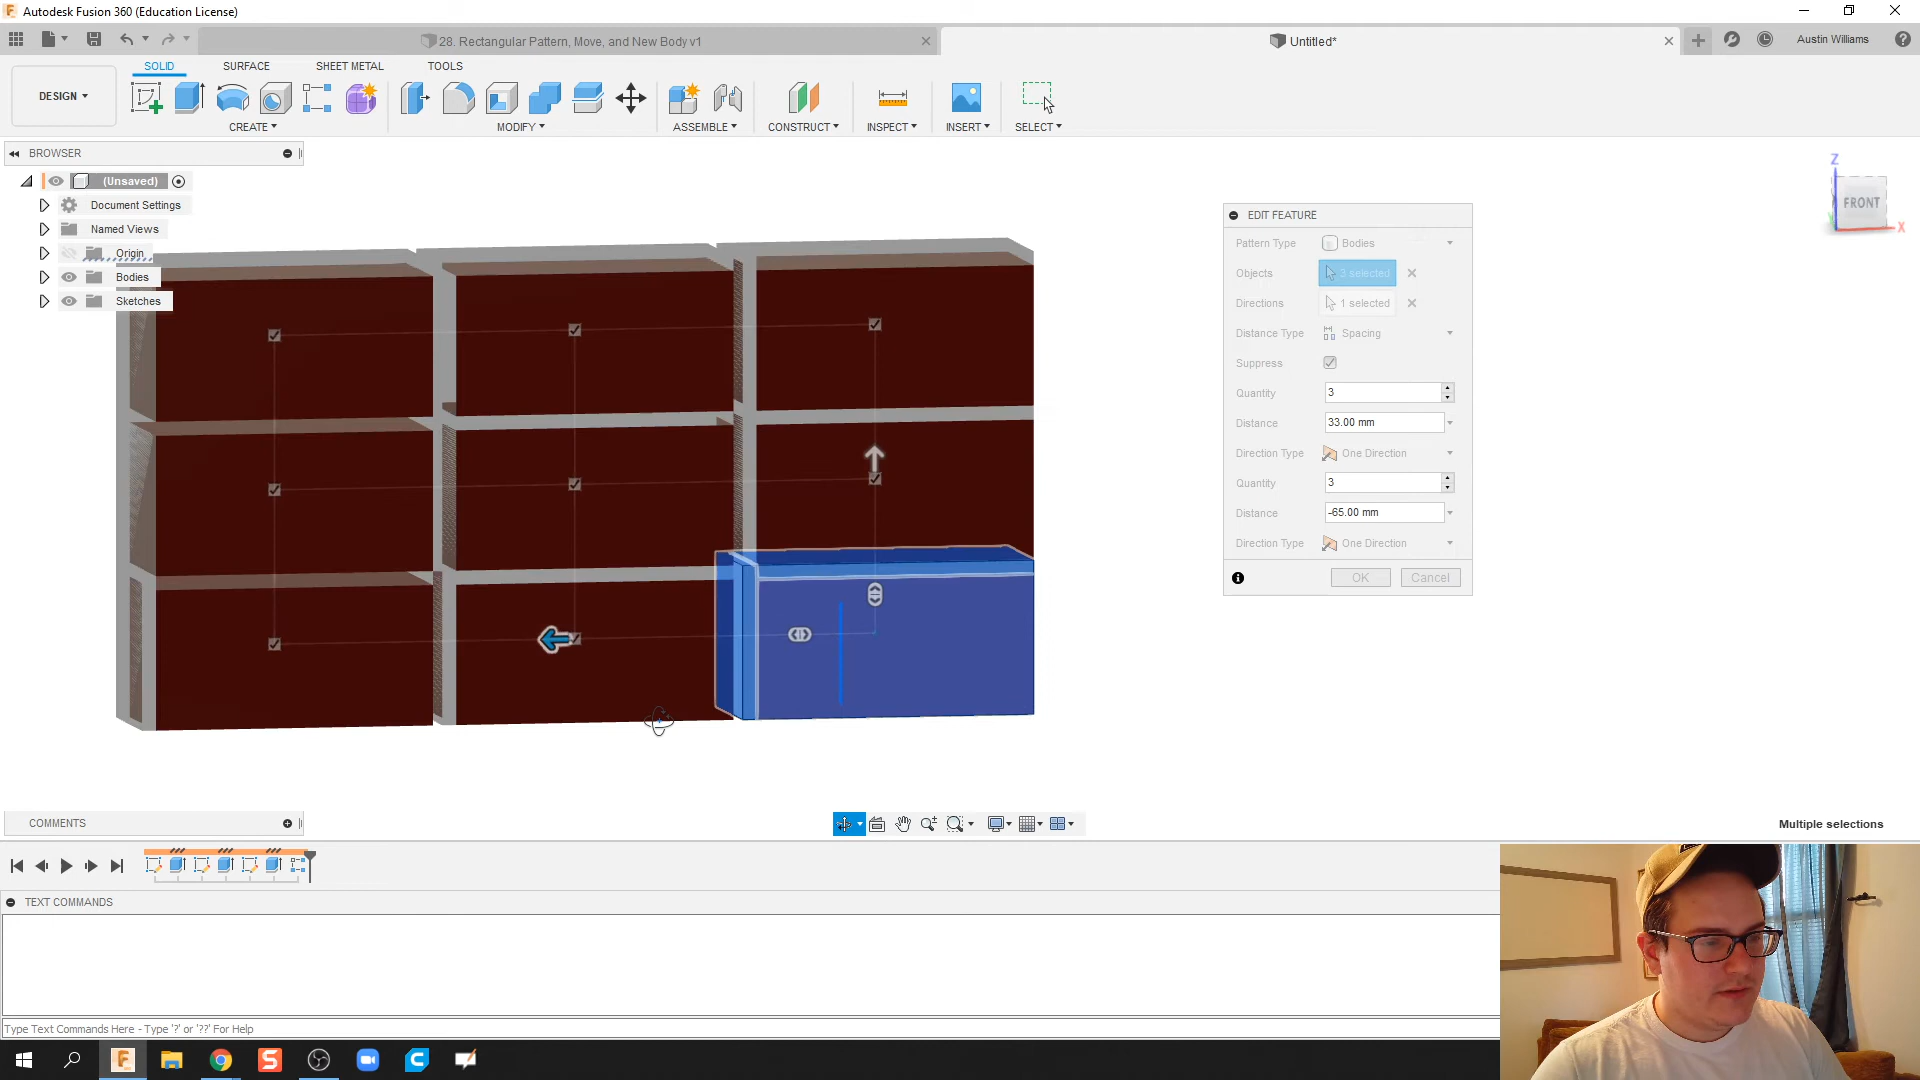 Autodesk Fusion 360 (Education License)
28. Rectangular Pattern, Move, and New Body v1
Untitled*
Austin Williams
DESIGN
SOLID
SURFACE
SHEET METAL
TOOLS
CREATE
MODIFY
ASSEMBLE
CONSTRUCT
INSPECT
INSERT
SELECT
BROWSER
(Unsaved)
Document Settings
Named Views
Origin
Bodies
Sketches
Z
FRONT
X
EDIT FEATURE
Pattern Type Bodies
Objects 3 selected
Directions 1 selected
Distance Type Spacing
Suppress
Quantity 3
Distance 33.00 mm
Direction Type One Direction
Quantity 3
Distance -65.00 mm
Direction Type One Direction
OK Cancel
COMMENTS
Multiple selections
TEXT COMMANDS
Type Text Commands Here - Type '?' or '??' For Help